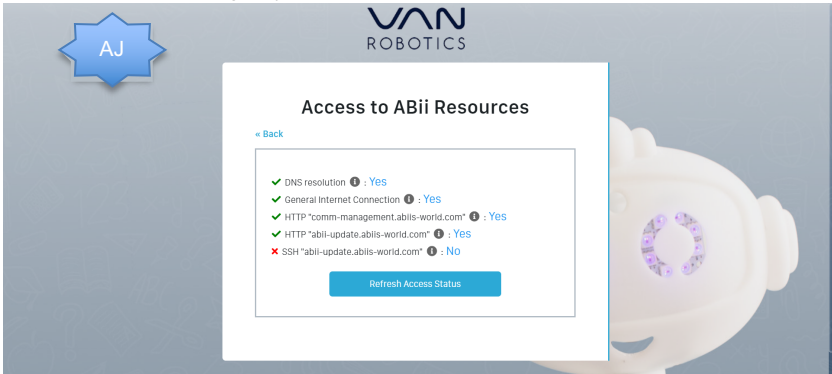 AJ
VAN
ROBOTICS
Access to ABii Resources
« Back
DNS resolution : Yes
General Internet Connection : Yes
HTTP "comm-management.abiis-world.com" : Yes
HTTP "abii-update.abiis-world.com" : Yes
SSH "abii-update.abiis-world.com" : No
Refresh Access Status